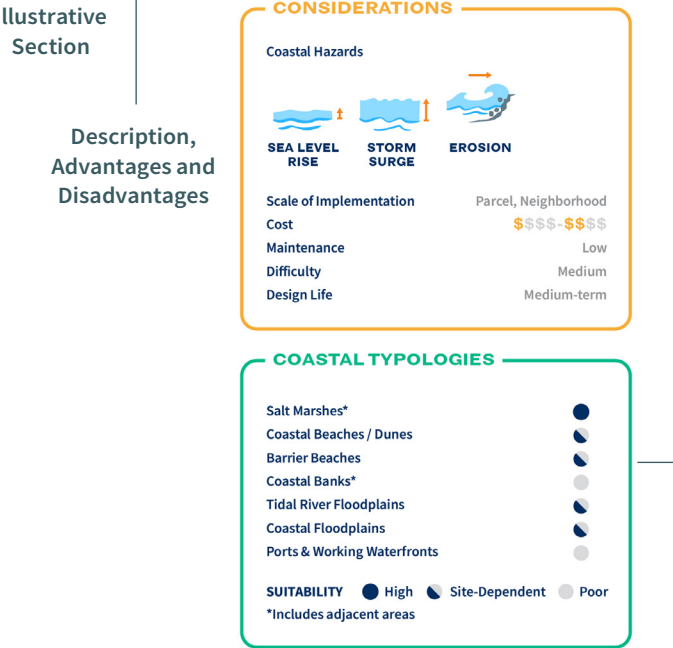 llustrative
Section
Description,
Advantages and
Disadvantages
CONSIDERATIONS
Coastal Hazards
SEA LEVEL RISE
STORM SURGE
EROSION
Scale of Implementation Parcel, Neighborhood
Cost $$$$-$$$$
Maintenance Low
Difficulty Medium
Design Life Medium-term
COASTAL TYPOLOGIES
Salt Marshes*
Coastal Beaches / Dunes
Barrier Beaches
Coastal Banks*
Tidal River Floodplains
Coastal Floodplains
Ports & Working Waterfronts
SUITABILITY High Site-Dependent Poor
*Includes adjacent areas